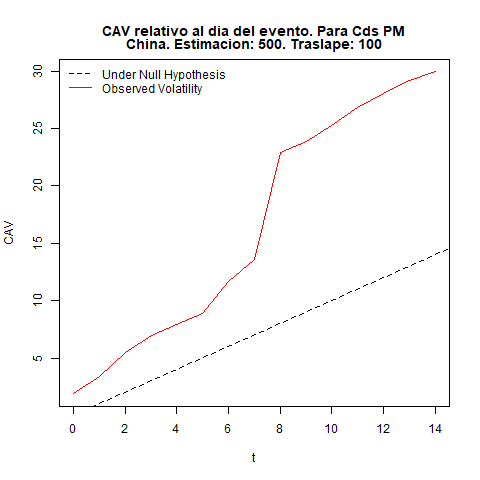 CAV relativo al dia del evento. Para Cds PM
China. Estimacion: 500. Traslape: 100
Under Null Hypothesis
Observed Volatility
30
25
20
15
10
5
CAV
0 2 4 6 8 10 12 14
t